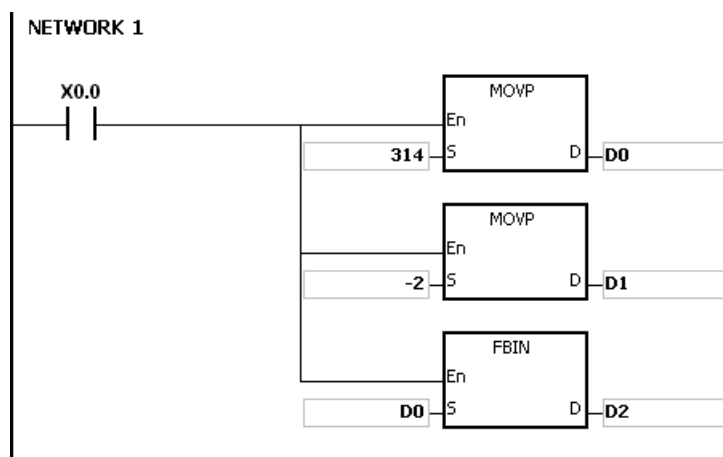 NETWORK 1
X0.0
MOVP
En
314 S D D0
MOVP
En
-2 S D D1
FBIN
En
D0 S D D2